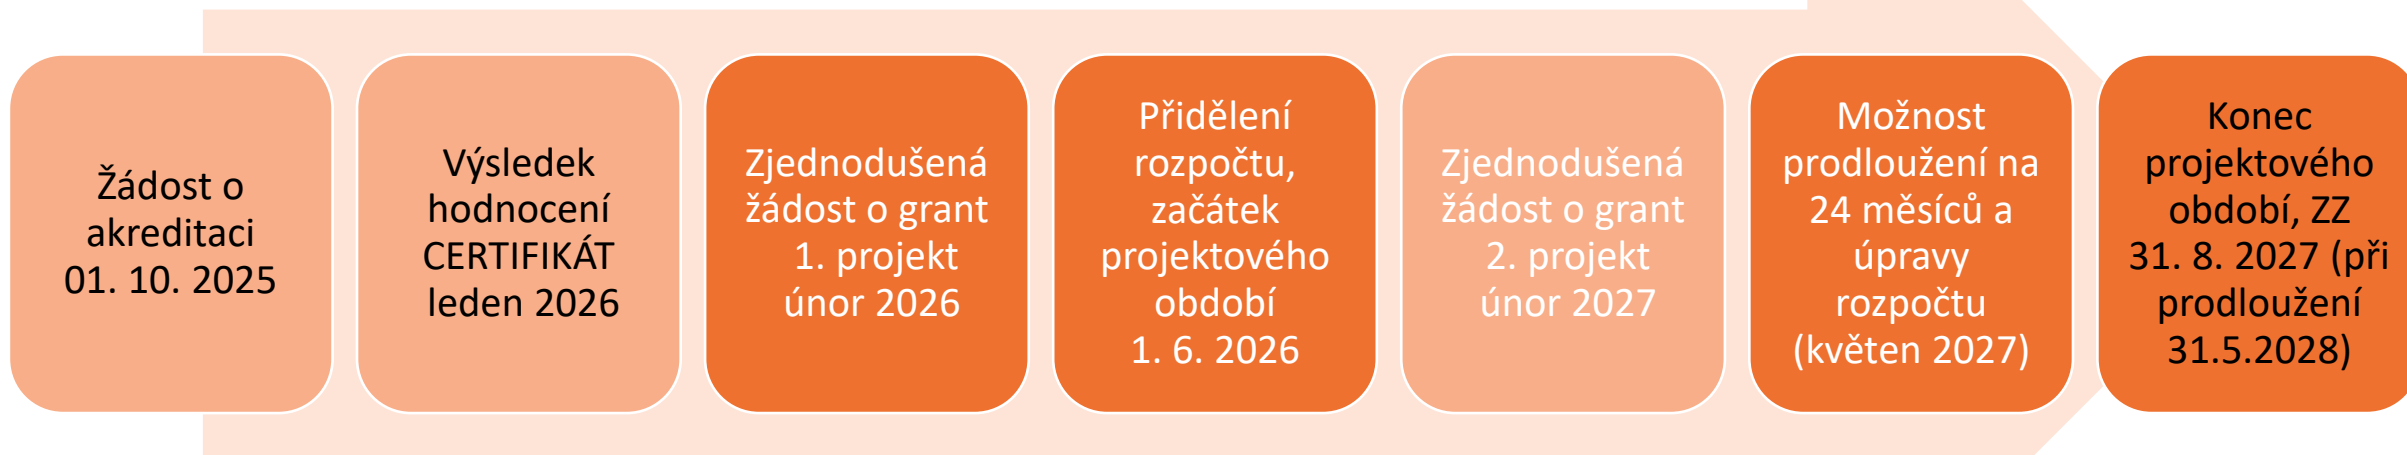 Žádost o
akreditaci
01. 10. 2025
Výsledek
hodnocení
CERTIFIKÁT
leden 2026
Zjednodušená
žádost o grant
1. projekt
únor 2026
Přidělení
rozpočtu,
začátek
projektového
období
1. 6. 2026
Zjednodušená
žádost o grant
2. projekt
únor 2027
Možnost
prodloužení na
24 měsíců a
úpravy
rozpočtu
(květen 2027)
Konec
projektového
období, ZZ
31. 8. 2027 (při
prodloužení
31.5.2028)